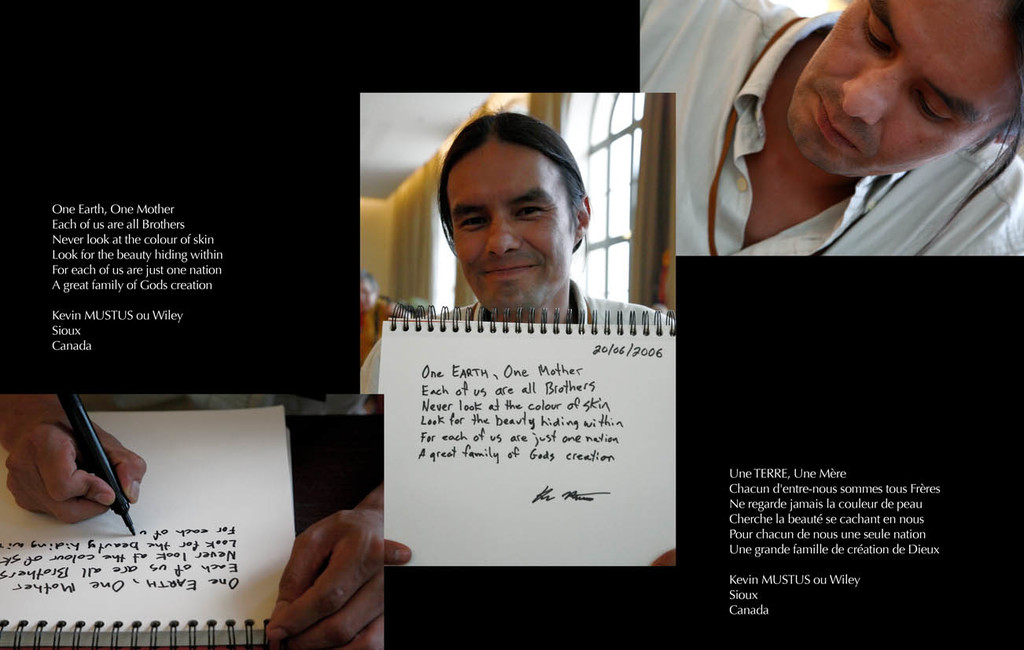 One Earth, One Mother
Each of us are all Brothers
Never look at the colour of skin
Look for the beauty hiding within
For each of us are just one nation
A great family of Gods creation
Kevin MUSTUS ou Wiley
Sioux
Canada
20/06/2006
One EARTH, One Mother
Each of us are all Brothers
Never look at the colour of skin
Look for the beauty hiding within
For each of us are just one nation
A great family of Gods creation
One EARTH, One Mother
Each of us are all Brothers
Never look at the colour of sk
Look for the beauty hiding wi
For each of u
Une TERRE, Une Mère
Chacun d'entre-nous sommes tous Frères
Ne regarde jamais la couleur de peau
Cherche la beauté se cachant en nous
Pour chacun de nous une seule nation
Une grande famille de création de Dieux
Kevin MUSTUS ou Wiley
Sioux
Canada